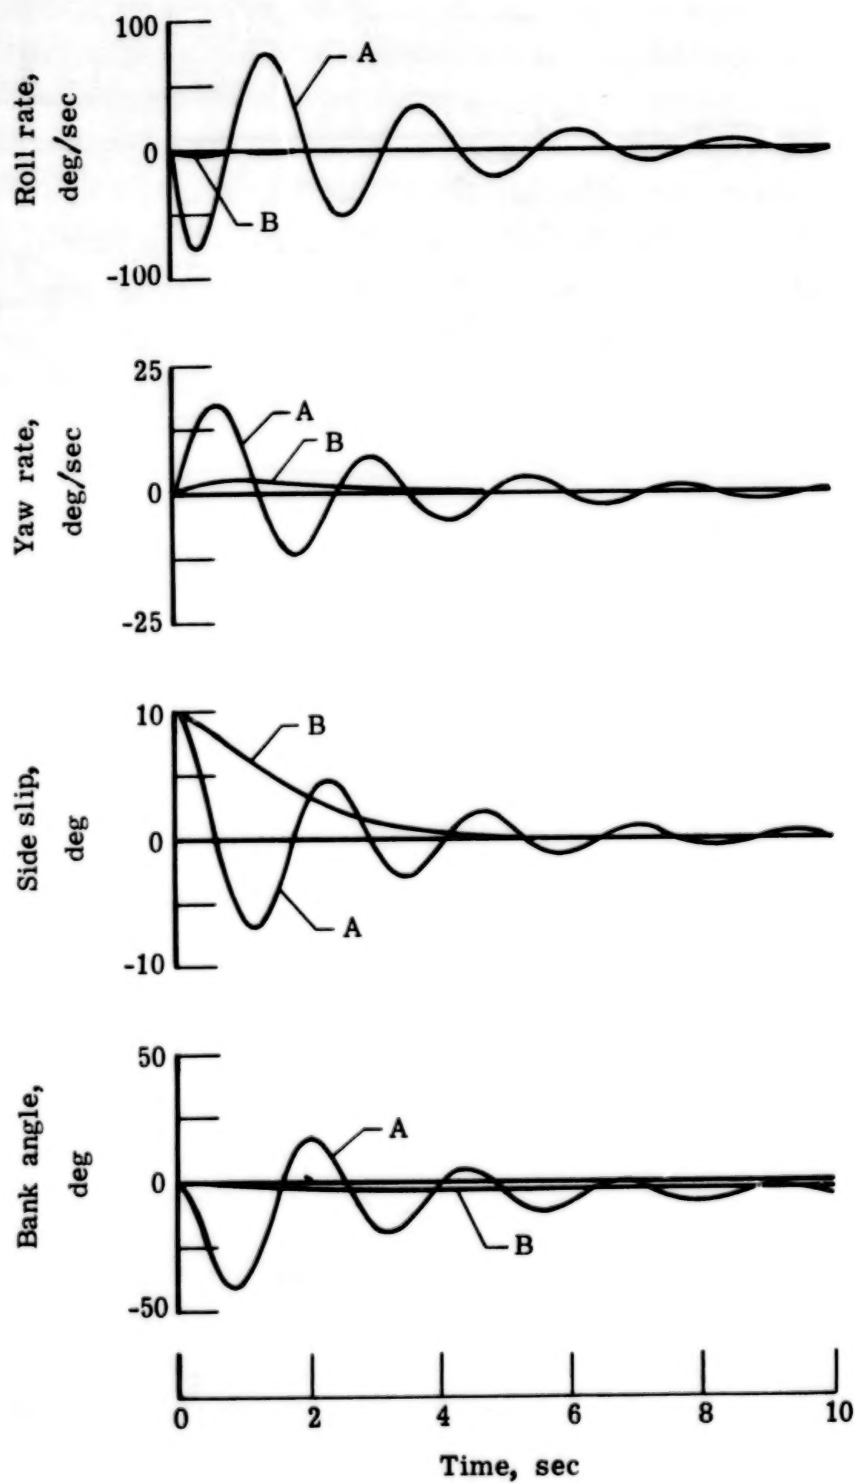 Roll rate,
deg/sec
100
0
-100
A
B
Yaw rate,
deg/sec
25
0
-25
A
B
Side slip,
deg
10
0
-10
B
A
Bank angle,
deg
50
0
-50
A
B
0 2 4 6 8 10
Time, sec